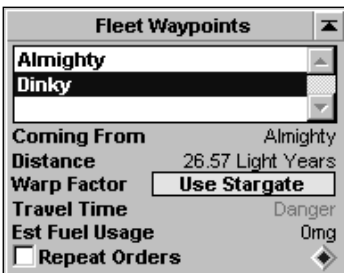 Fleet Waypoints
Almighty
Dinky
Coming From Almighty
Distance 26.57 Light Years
Warp Factor Use Stargate
Travel Time Danger
Est Fuel Usage 0mg
Repeat Orders